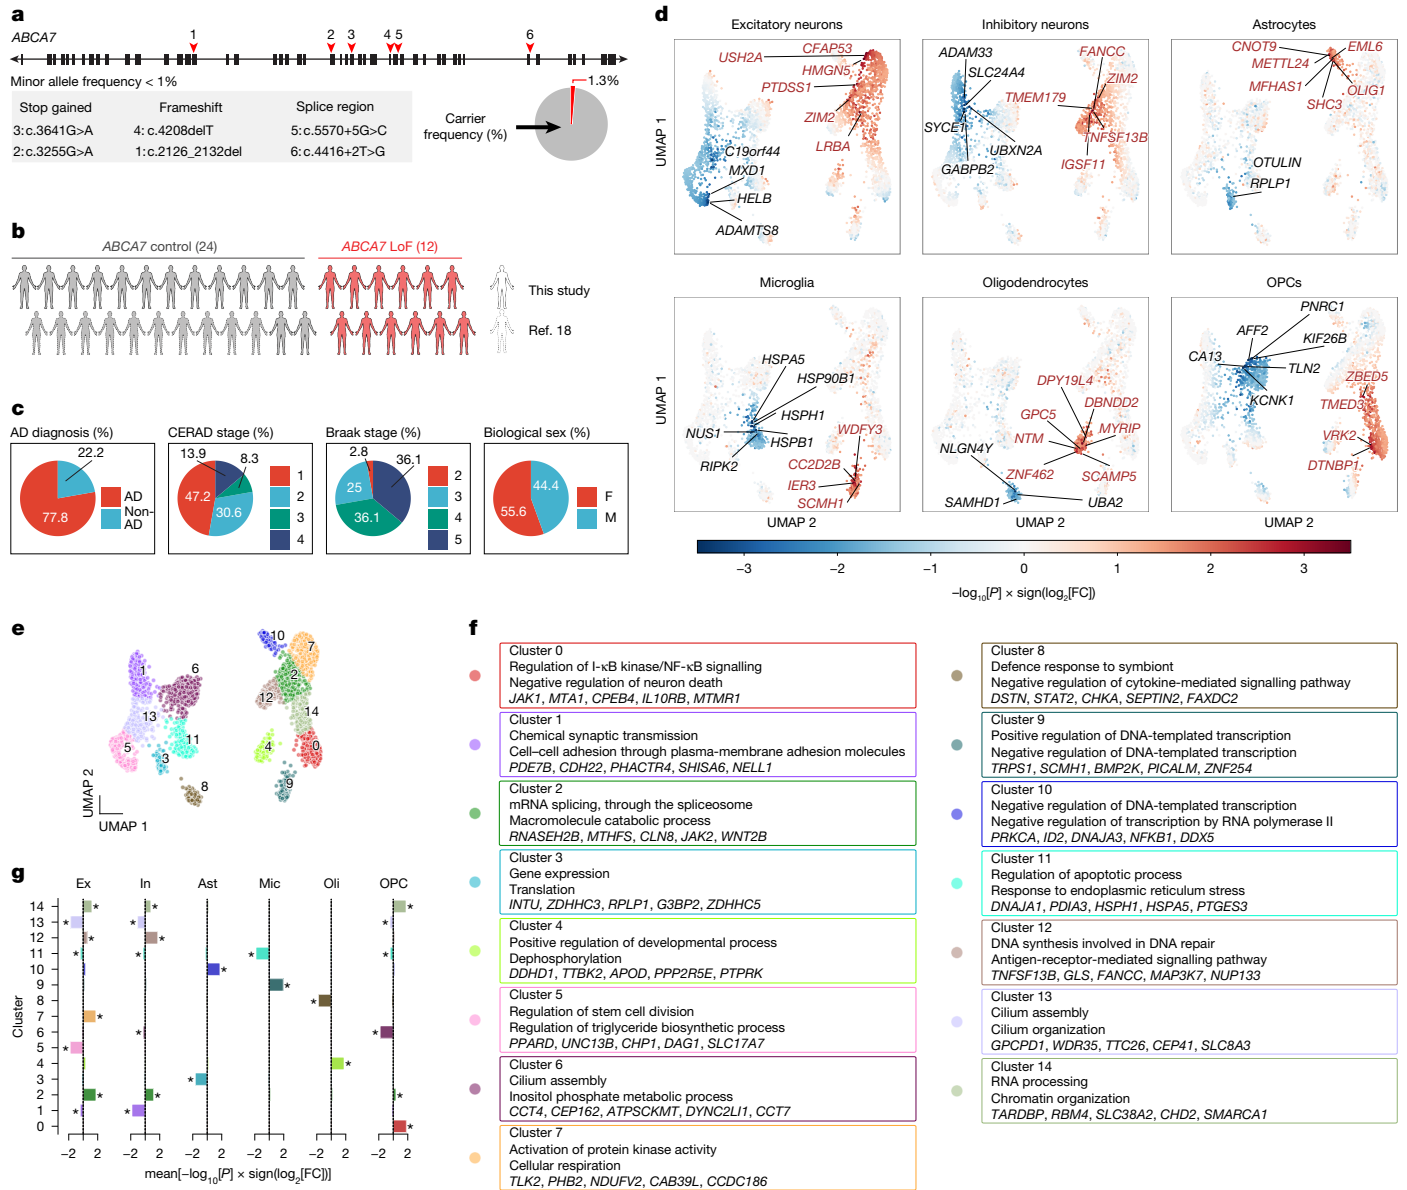 a
ABCA7
1
2
3
4
5
6
Minor allele frequency < 1%
Stop gained
Frameshift
Splice region
3:c.3641G>A
4:c.4208delT
5:c.5570+5G>C
2:c.3255G>A
1:c.2126_2132del
6:c.4416+2T>G
Carrier
frequency (%)
1.3%
b
ABCA7 control (24)
ABCA7 LoF (12)
This study
Ref. 18
c
AD diagnosis (%)
22.2
77.8
AD
Non-
AD
CERAD stage (%)
13.9
8.3
47.2
30.6
1
2
3
4
Braak stage (%)
2.8
36.1
25
36.1
2
3
4
5
Biological sex (%)
44.4
55.6
F
M
d
Excitatory neurons
USH2A
CFAP53
HMGN5
PTDSS1
ZIM2
LRBA
C19orf44
MXD1
HELB
ADAMTS8
UMAP 1
Inhibitory neurons
ADAM33
SLC24A4
FANCC
ZIM2
TMEM179
SYCE1
TNFSF13B
UBXN2A
GABPB2
IGSF11
Astrocytes
CNOT9
EML6
METTL24
MFHAS1
OLIG1
SHC3
OTULIN
RPLP1
Microglia
HSPA5
HSP90B1
HSPH1
NUS1
HSPB1
RIPK2
WDFY3
CC2D2B
IER3
SCMH1
UMAP 1
UMAP 2
Oligodendrocytes
DPY19L4
DBNDD2
GPC5
MYRIP
NTM
NLGN4Y
ZNF462
SCAMP5
SAMHD1
UBA2
UMAP 2
OPCs
PNRC1
AFF2
KIF26B
CA13
TLN2
KCNK1
ZBED5
TMED3
VRK2
DTNBP1
UMAP 2
−3
−2
−1
0
1
2
3
−log10[P] × sign(log2[FC])
e
10
7
1
6
2
12
13
14
5
11
4
0
3
9
8
UMAP 2
UMAP 1
f
Cluster 0
Regulation of I-κB kinase/NF-κB signalling
Negative regulation of neuron death
JAK1, MTA1, CPEB4, IL10RB, MTMR1
Cluster 1
Chemical synaptic transmission
Cell–cell adhesion through plasma-membrane adhesion molecules
PDE7B, CDH22, PHACTR4, SHISA6, NELL1
Cluster 2
mRNA splicing, through the spliceosome
Macromolecule catabolic process
RNASEH2B, MTHFS, CLN8, JAK2, WNT2B
Cluster 3
Gene expression
Translation
INTU, ZDHHC3, RPLP1, G3BP2, ZDHHC5
Cluster 4
Positive regulation of developmental process
Dephosphorylation
DDHD1, TTBK2, APOD, PPP2R5E, PTPRK
Cluster 5
Regulation of stem cell division
Regulation of triglyceride biosynthetic process
PPARD, UNC13B, CHP1, DAG1, SLC17A7
Cluster 6
Cilium assembly
Inositol phosphate metabolic process
CCT4, CEP162, ATPSCKMT, DYNC2LI1, CCT7
Cluster 7
Activation of protein kinase activity
Cellular respiration
TLK2, PHB2, NDUFV2, CAB39L, CCDC186
Cluster 8
Defence response to symbiont
Negative regulation of cytokine-mediated signalling pathway
DSTN, STAT2, CHKA, SEPTIN2, FAXDC2
Cluster 9
Positive regulation of DNA-templated transcription
Negative regulation of DNA-templated transcription
TRPS1, SCMH1, BMP2K, PICALM, ZNF254
Cluster 10
Negative regulation of DNA-templated transcription
Negative regulation of transcription by RNA polymerase II
PRKCA, ID2, DNAJA3, NFKB1, DDX5
Cluster 11
Regulation of apoptotic process
Response to endoplasmic reticulum stress
DNAJA1, PDIA3, HSPH1, HSPA5, PTGES3
Cluster 12
DNA synthesis involved in DNA repair
Antigen-receptor-mediated signalling pathway
TNFSF13B, GLS, FANCC, MAP3K7, NUP133
Cluster 13
Cilium assembly
Cilium organization
GPCPD1, WDR35, TTC26, CEP41, SLC8A3
Cluster 14
RNA processing
Chromatin organization
TARDBP, RBM4, SLC38A2, CHD2, SMARCA1
g
Ex
In
Ast
Mic
Oli
OPC
Cluster
14
13
12
11
10
9
8
7
6
5
4
3
2
1
0
−2 2
−2 2
−2 2
−2 2
−2 2
−2 2
mean[−log10[P] × sign(log2[FC])]